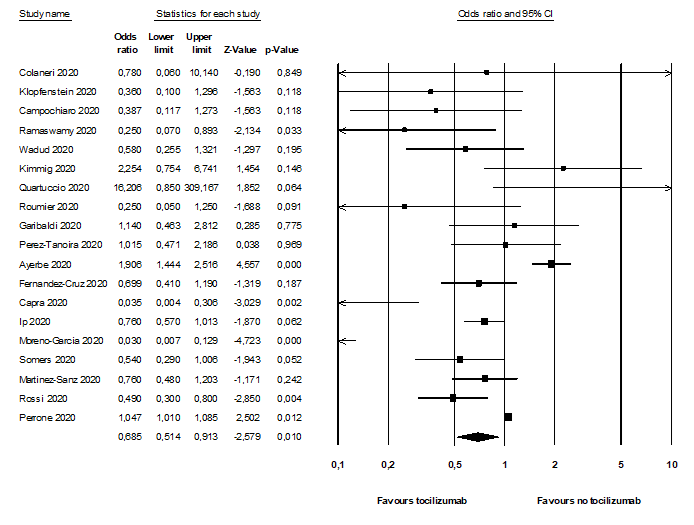 Study name Statistics for each study Odds ratio and 95% CI
Odds Lower Upper
ratio limit limit Z-Value p-Value
Colaneri 2020 0,780 0,060 10,140 -0,190 0,849
Klopfenstein 2020 0,360 0,100 1,296 -1,563 0,118
Campochiaro 2020 0,387 0,117 1,273 -1,563 0,118
Ramaswamy 2020 0,250 0,070 0,893 -2,134 0,033
Wadud 2020 0,580 0,255 1,321 -1,297 0,195
Kimmig 2020 2,254 0,754 6,741 1,454 0,146
Quartuccio 2020 16,206 0,850 309,167 1,852 0,064
Roumier 2020 0,250 0,050 1,250 -1,688 0,091
Garibaldi 2020 1,140 0,463 2,812 0,285 0,775
Perez-Tanoira 2020 1,015 0,471 2,186 0,038 0,969
Ayerbe 2020 1,906 1,444 2,516 4,557 0,000
Fernandez-Cruz 2020 0,699 0,410 1,190 -1,319 0,187
Capra 2020 0,035 0,004 0,306 -3,029 0,002
Ip 2020 0,760 0,570 1,013 -1,870 0,062
Moreno-Garcia 2020 0,030 0,007 0,129 -4,723 0,000
Somers 2020 0,540 0,290 1,006 -1,943 0,052
Martinez-Sanz 2020 0,760 0,480 1,203 -1,171 0,242
Rossi 2020 0,490 0,300 0,800 -2,850 0,004
Perrone 2020 1,047 1,010 1,085 2,502 0,012
0,685 0,514 0,913 -2,579 0,010
0,1 0,2 0,5 1 2 5 10
Favours tocilizumab Favours no tocilizumab